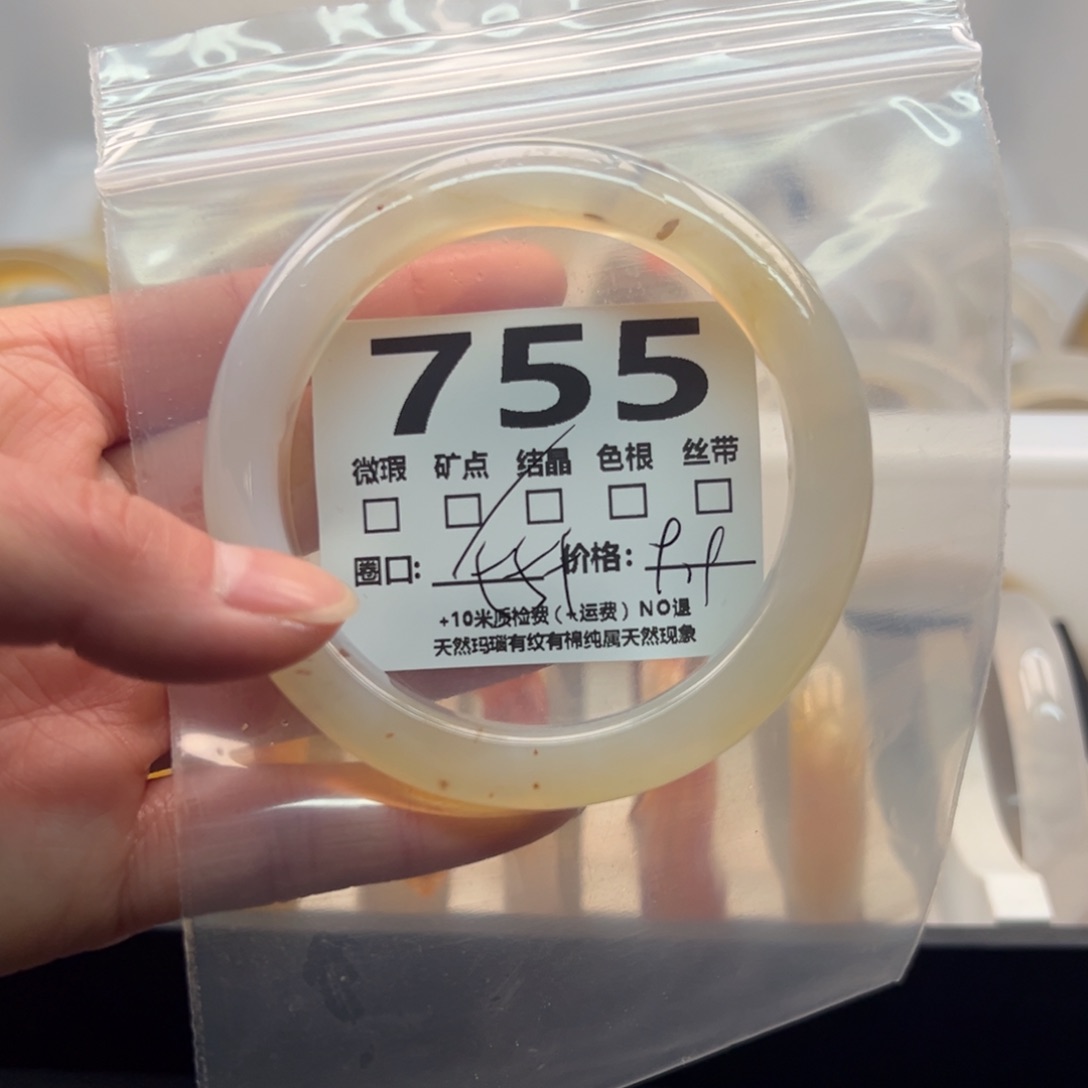 755
微瑕 矿点 结晶 色根 丝带
圈口: 价格:
+10米质检费(+运费) NO退
天然玛瑙有纹有棉纯属天然现象